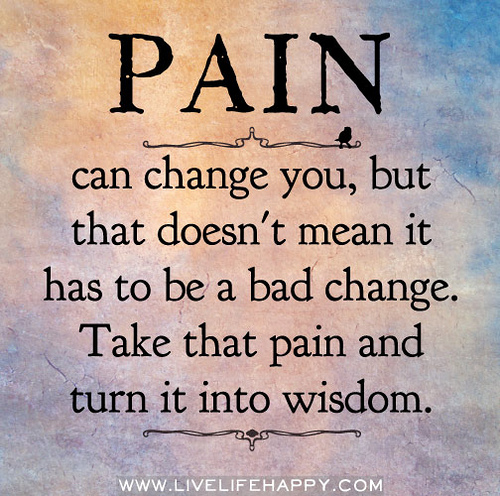 PAIN
can change you, but
that doesn't mean it
has to be a bad change.
Take that pain and
turn it into wisdom.
WWW.LIVELIFEHAPPY.COM